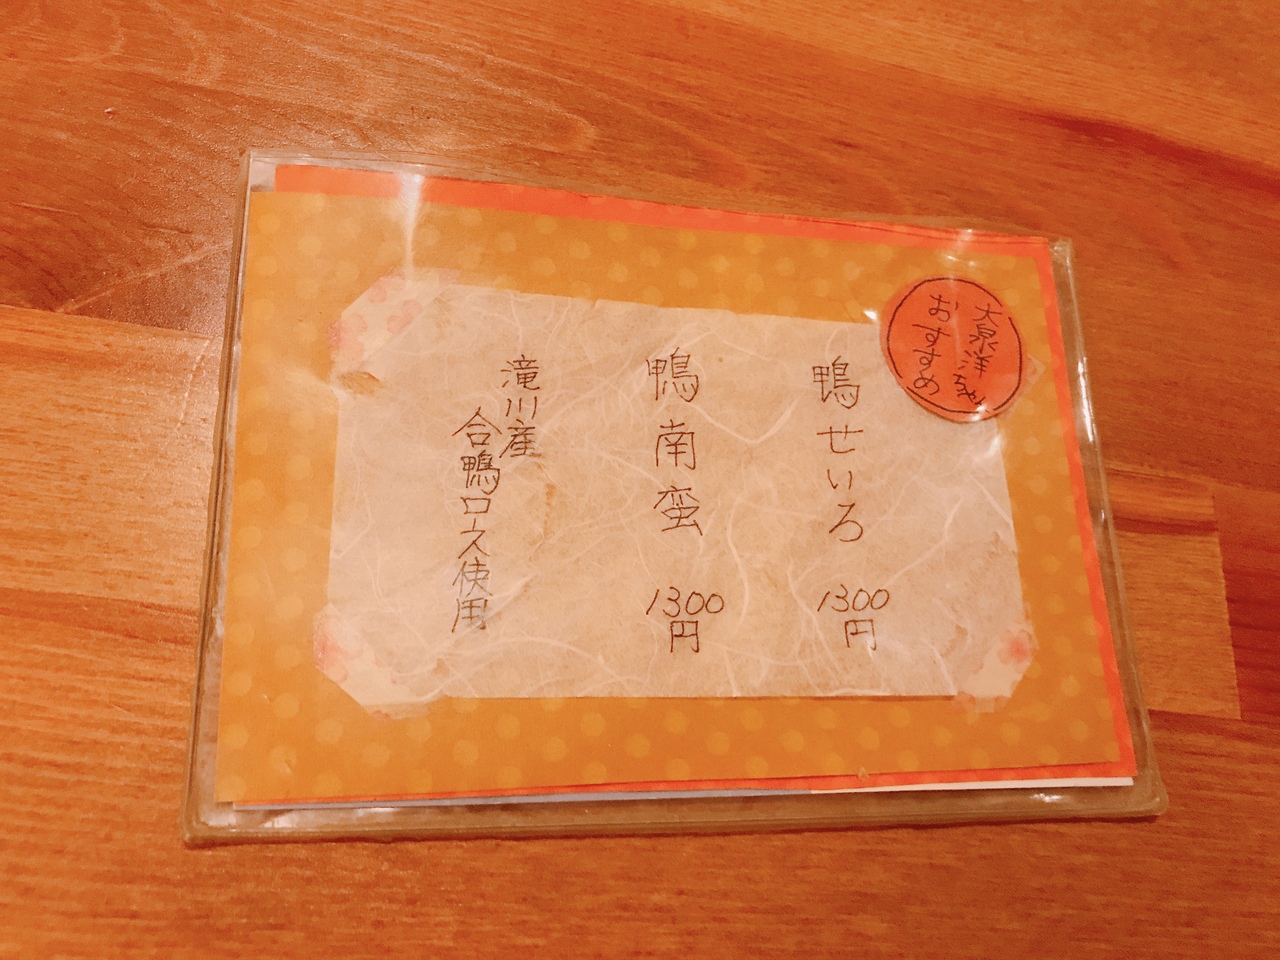 大泉洋ちゃん
おすすめ
鴨せいろ 1300円
鴨南蛮 1300円
滝川産
合鴨ロース使用